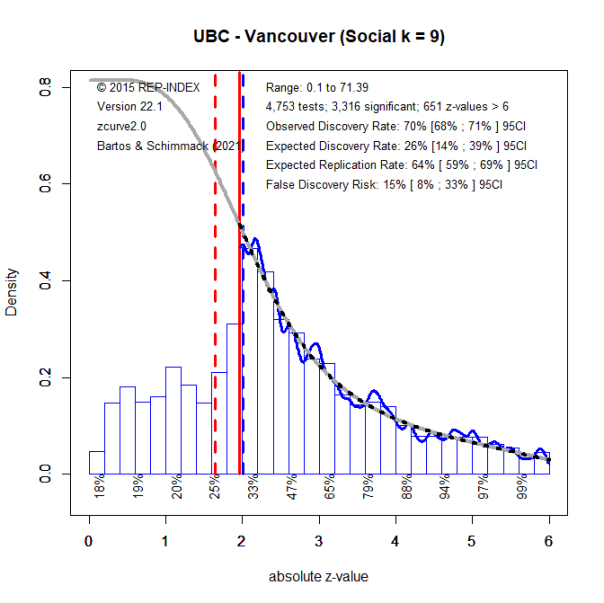 UBC - Vancouver (Social k = 9)
© 2015 REP-INDEX
Version 22.1
zcurve2.0
Bartos & Schimmack (2021)
Range: 0.1 to 71.39
4,753 tests; 3,316 significant; 651 z-values > 6
Observed Discovery Rate: 70% [68% ; 71% ] 95CI
Expected Discovery Rate: 26% [14% ; 39% ] 95CI
Expected Replication Rate: 64% [ 59% ; 69% ] 95CI
False Discovery Risk: 15% [ 8% ; 33% ] 95CI
Density
0.8
0.6
0.4
0.2
0.0
18% 19% 20% 25% 33% 47% 65% 79% 88% 94% 97% 99%
0 1 2 3 4 5 6
absolute z-value